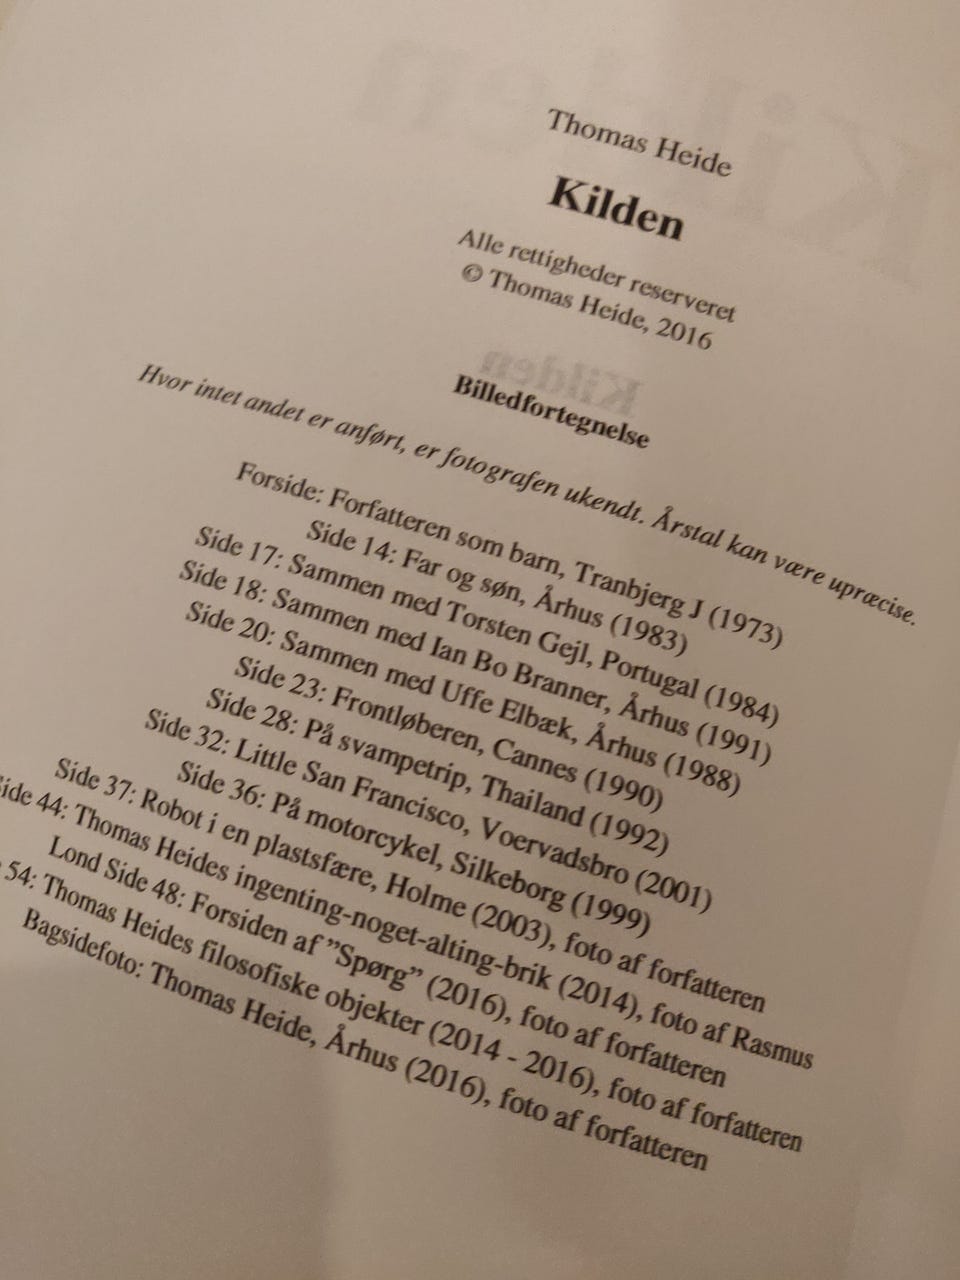 Thomas Heide
Kilden
Alle rettigheder reserveret
© Thomas Heide, 2016
Kilden
Billedfortegnelse
Hvor intet andet er anført, er fotografen ukendt. Årstal kan være upræcise.
Forside: Forfatteren som barn, Tranbjerg J (1973)
Side 14: Far og søn, Århus (1983)
Side 17: Sammen med Torsten Gejl, Portugal (1984)
Side 18: Sammen med Ian Bo Branner, Århus (1991)
Side 20: Sammen med Uffe Elbæk, Århus (1988)
Side 23: Frontløberen, Cannes (1990)
Side 28: På svampetrip, Thailand (1992)
Side 32: Little San Francisco, Voervadsbro (2001)
Side 36: På motorcykel, Silkeborg (1999)
Side 37: Robot i en plastsfære, Holme (2003), foto af forfatteren
ide 44: Thomas Heides ingenting-noget-alting-brik (2014), foto af Rasmus
Lond Side 48: Forsiden af ”Spørg” (2016), foto af forfatteren
54: Thomas Heides filosofiske objekter (2014 - 2016), foto af forfatteren
Bagsidefoto: Thomas Heide, Århus (2016), foto af forfatteren